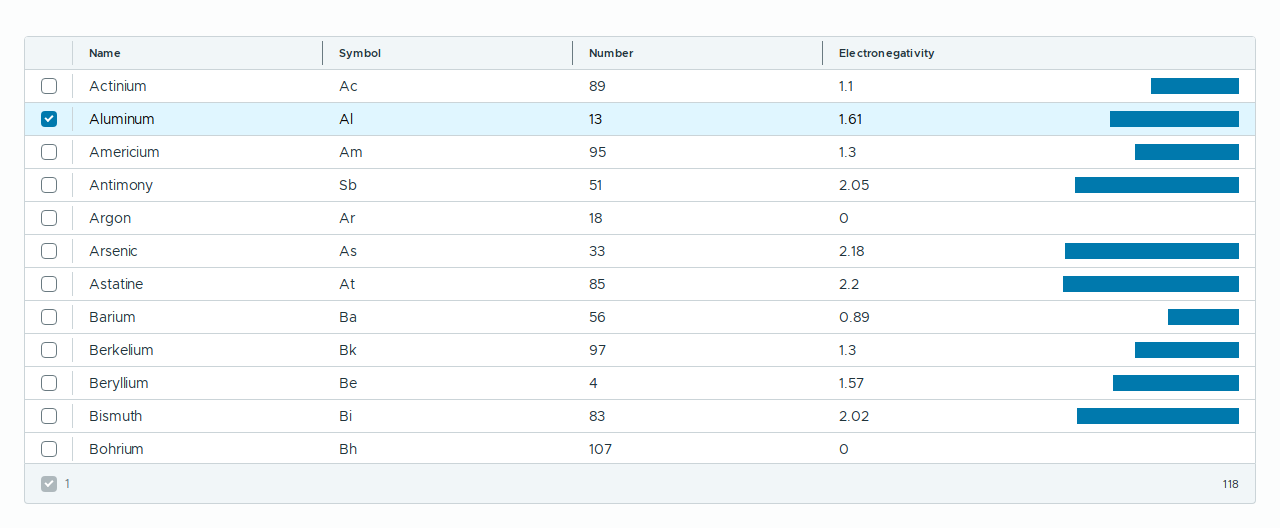 Name Symbol Number Electronegativity
Actinium Ac 89 1.1
Aluminum Al 13 1.61
Americium Am 95 1.3
Antimony Sb 51 2.05
Argon Ar 18 0
Arsenic As 33 2.18
Astatine At 85 2.2
Barium Ba 56 0.89
Berkelium Bk 97 1.3
Beryllium Be 4 1.57
Bismuth Bi 83 2.02
Bohrium Bh 107 0
1 118